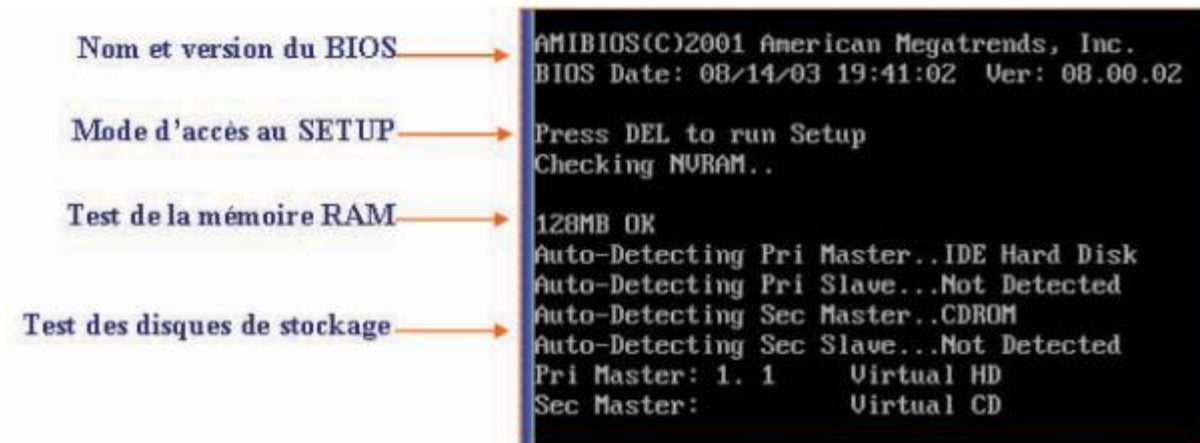 Nom et version du BIOS
Mode d'accès au SETUP
Test de la mémoire RAM
Test des disques de stockage
AMIBIOS(C)2001 American Megatrends, Inc.
BIOS Date: 08/14/03 19:41:02 Ver: 08.00.02
Press DEL to run Setup
Checking NVRAM..
128MB OK
Auto-Detecting Pri Master..IDE Hard Disk
Auto-Detecting Pri Slave...Not Detected
Auto-Detecting Sec Master..CDROM
Auto-Detecting Sec Slave...Not Detected
Pri Master: 1. 1 Virtual HD
Sec Master: Virtual CD